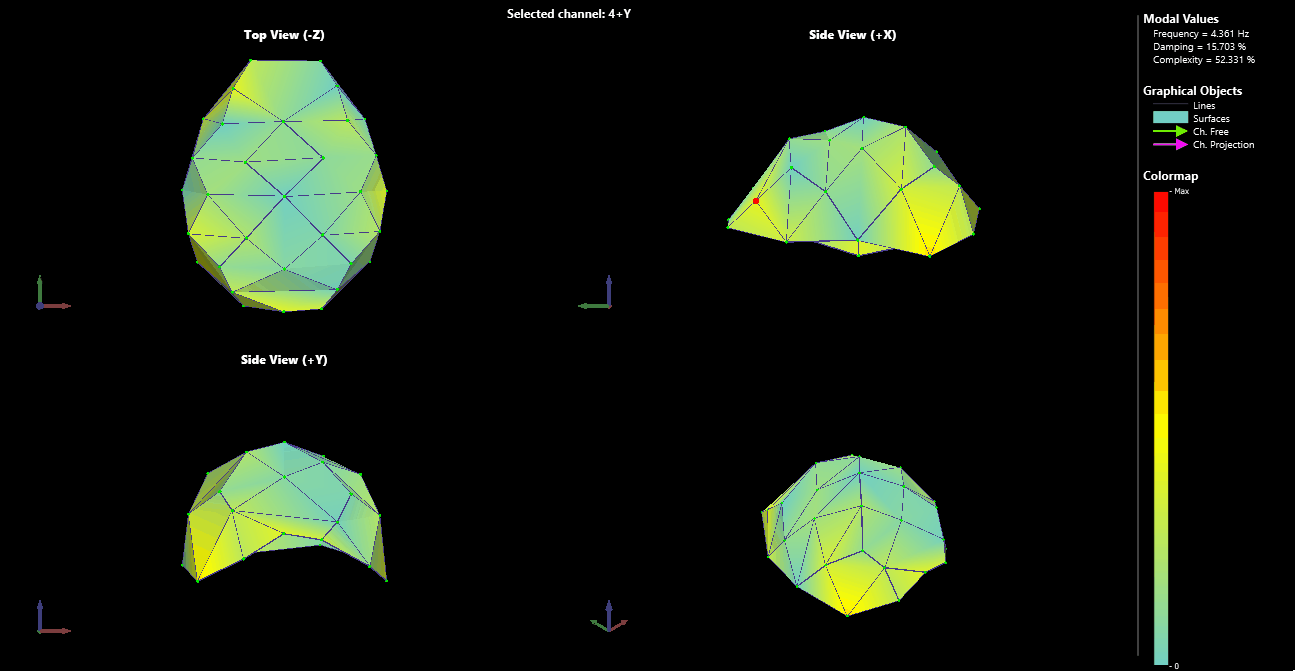 Selected channel: 4+Y
Top View (-Z)
Side View (+X)
Side View (+Y)
Modal Values
Frequency = 4.361 Hz
Damping = 15.703 %
Complexity = 52.331 %
Graphical Objects
Lines
Surfaces
Ch. Free
Ch. Projection
Colormap
- Max
- 0